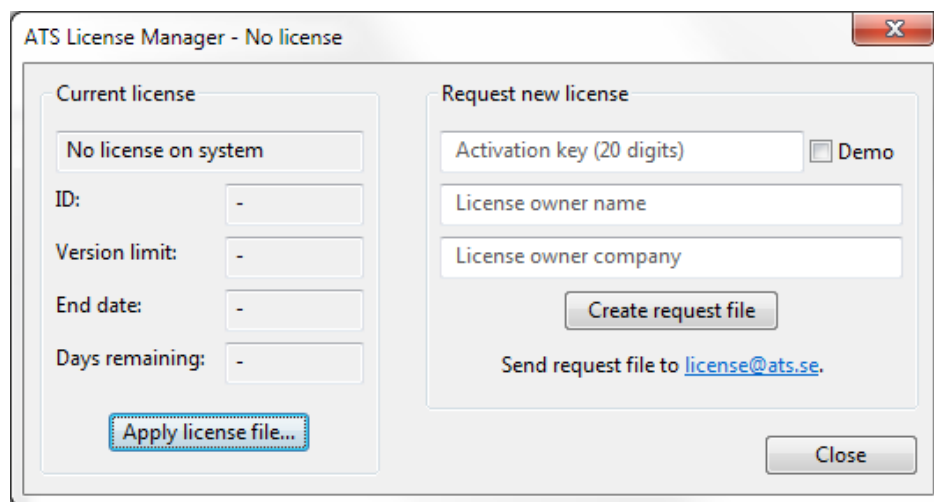 ATS License Manager - No license
Current license
No license on system
ID: -
Version limit: -
End date: -
Days remaining: -
Apply license file...
Request new license
Activation key (20 digits) Demo
License owner name
License owner company
Create request file
Send request file to license@ats.se.
Close